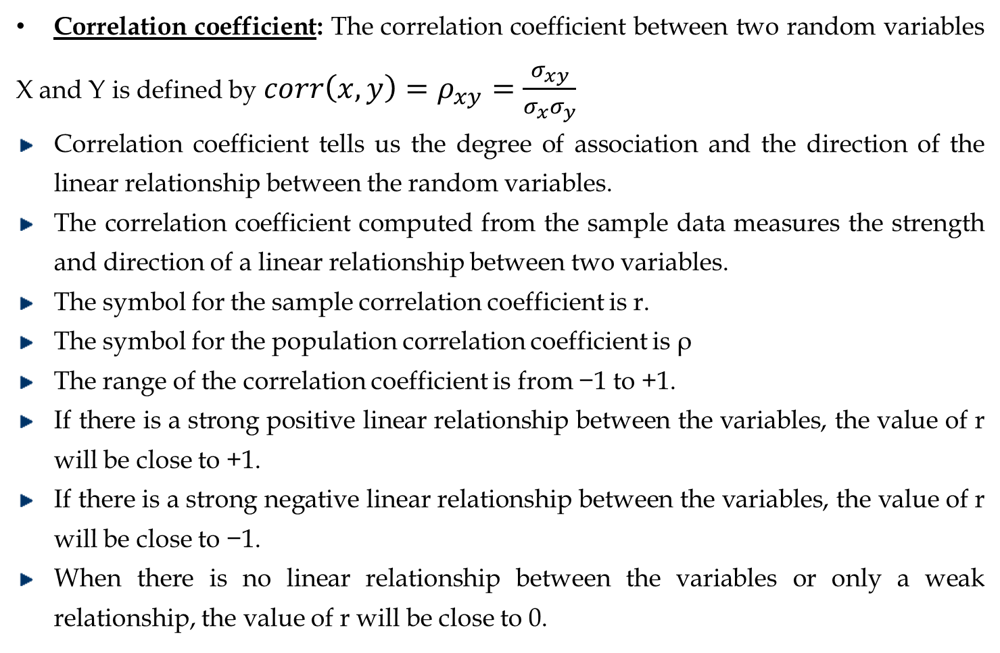 • Correlation coefficient: The correlation coefficient between two random variables
X and Y is defined by corr(x, y) = ρxy = σxy / σxσy
► Correlation coefficient tells us the degree of association and the direction of the
linear relationship between the random variables.
► The correlation coefficient computed from the sample data measures the strength
and direction of a linear relationship between two variables.
► The symbol for the sample correlation coefficient is r.
► The symbol for the population correlation coefficient is ρ
► The range of the correlation coefficient is from −1 to +1.
► If there is a strong positive linear relationship between the variables, the value of r
will be close to +1.
► If there is a strong negative linear relationship between the variables, the value of r
will be close to −1.
► When there is no linear relationship between the variables or only a weak
relationship, the value of r will be close to 0.